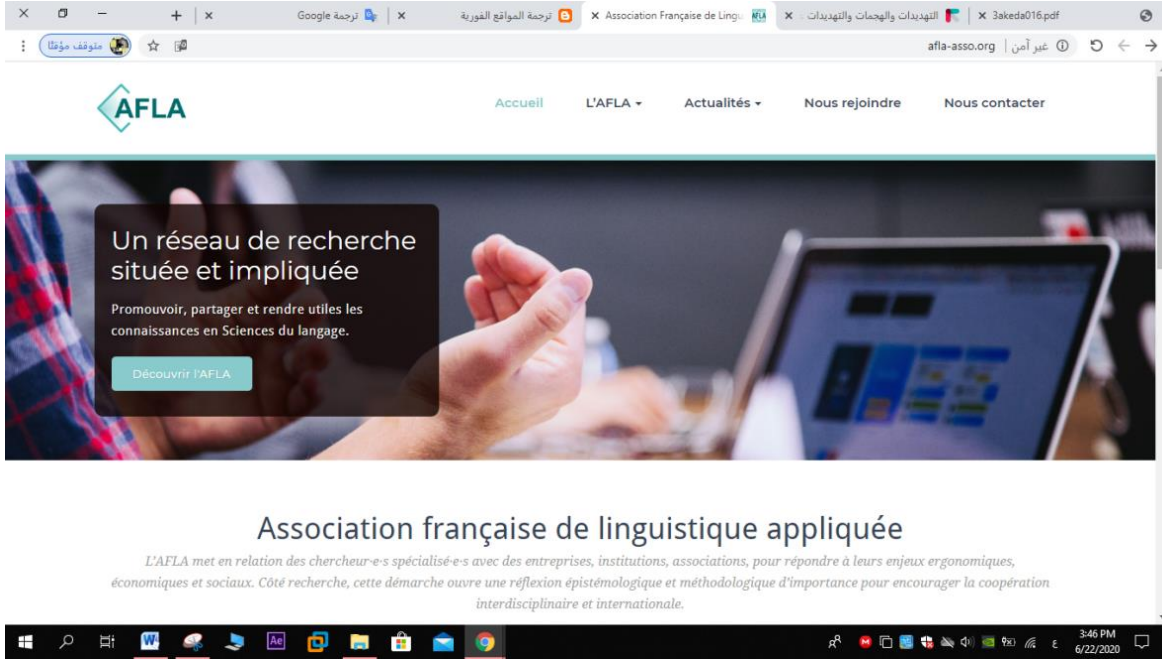 3akeda016.pdf
التهديدات والهجمات والتهديدات
Association Française de Lingu
ترجمة المواقع الفورية
ترجمة Google
afla-asso.org
غير آمن
متوقف مؤقتًا
AFLA
Accueil L'AFLA Actualités Nous rejoindre Nous contacter
Un réseau de recherche
située et impliquée
Promouvoir, partager et rendre utiles les
connaissances en Sciences du langage.
Découvrir l'AFLA
Association française de linguistique appliquée
L'AFLA met en relation des chercheur-e-s spécialisé-e-s avec des entreprises, institutions, associations, pour répondre à leurs enjeux ergonomiques,
économiques et sociaux. Côté recherche, cette démarche ouvre une réflexion épistémologique et méthodologique d'importance pour encourager la coopération
interdisciplinaire et internationale.
Ae
ع
3:46 PM
6/22/2020